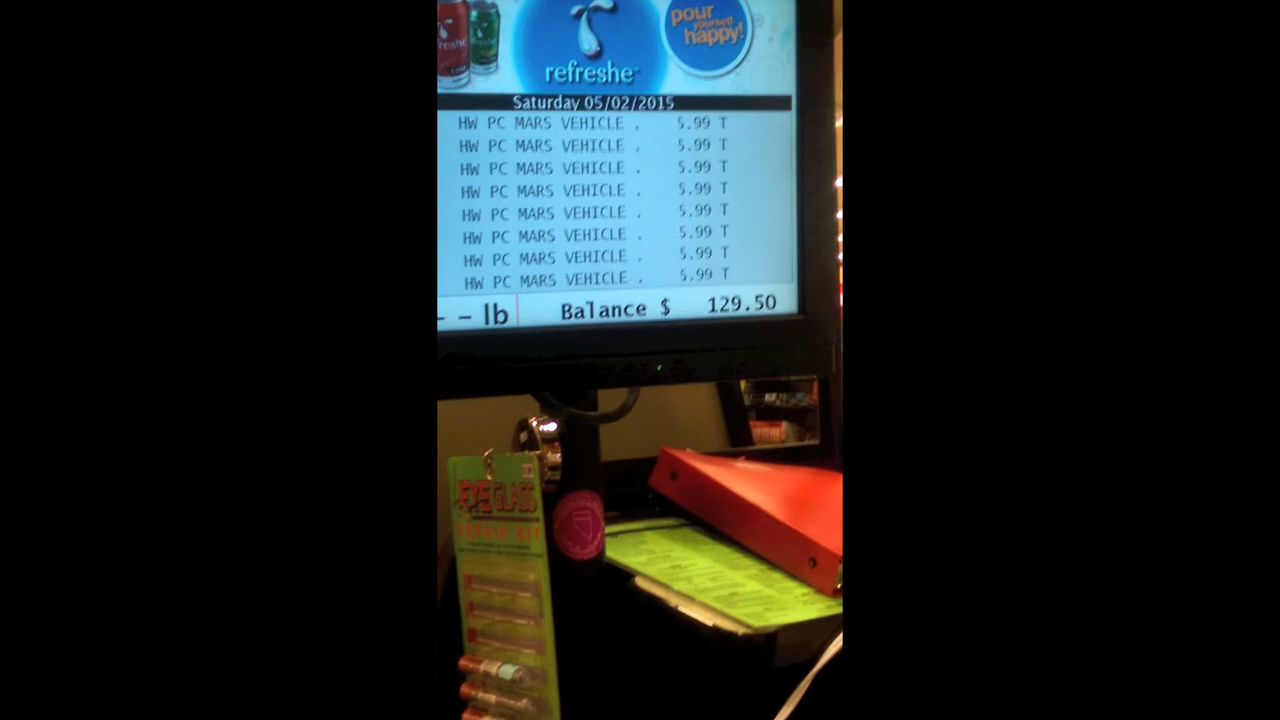 pour
yourself
happy!
refreshe
Saturday 05/02/2015
HW PC MARS VEHICLE . 5.99 T
HW PC MARS VEHICLE . 5.99 T
HW PC MARS VEHICLE . 5.99 T
HW PC MARS VEHICLE . 5.99 T
HW PC MARS VEHICLE . 5.99 T
HW PC MARS VEHICLE . 5.99 T
HW PC MARS VEHICLE . 5.99 T
HW PC MARS VEHICLE . 5.99 T
- - lb Balance $ 129.50
EYE GLASS
REPAIR KIT